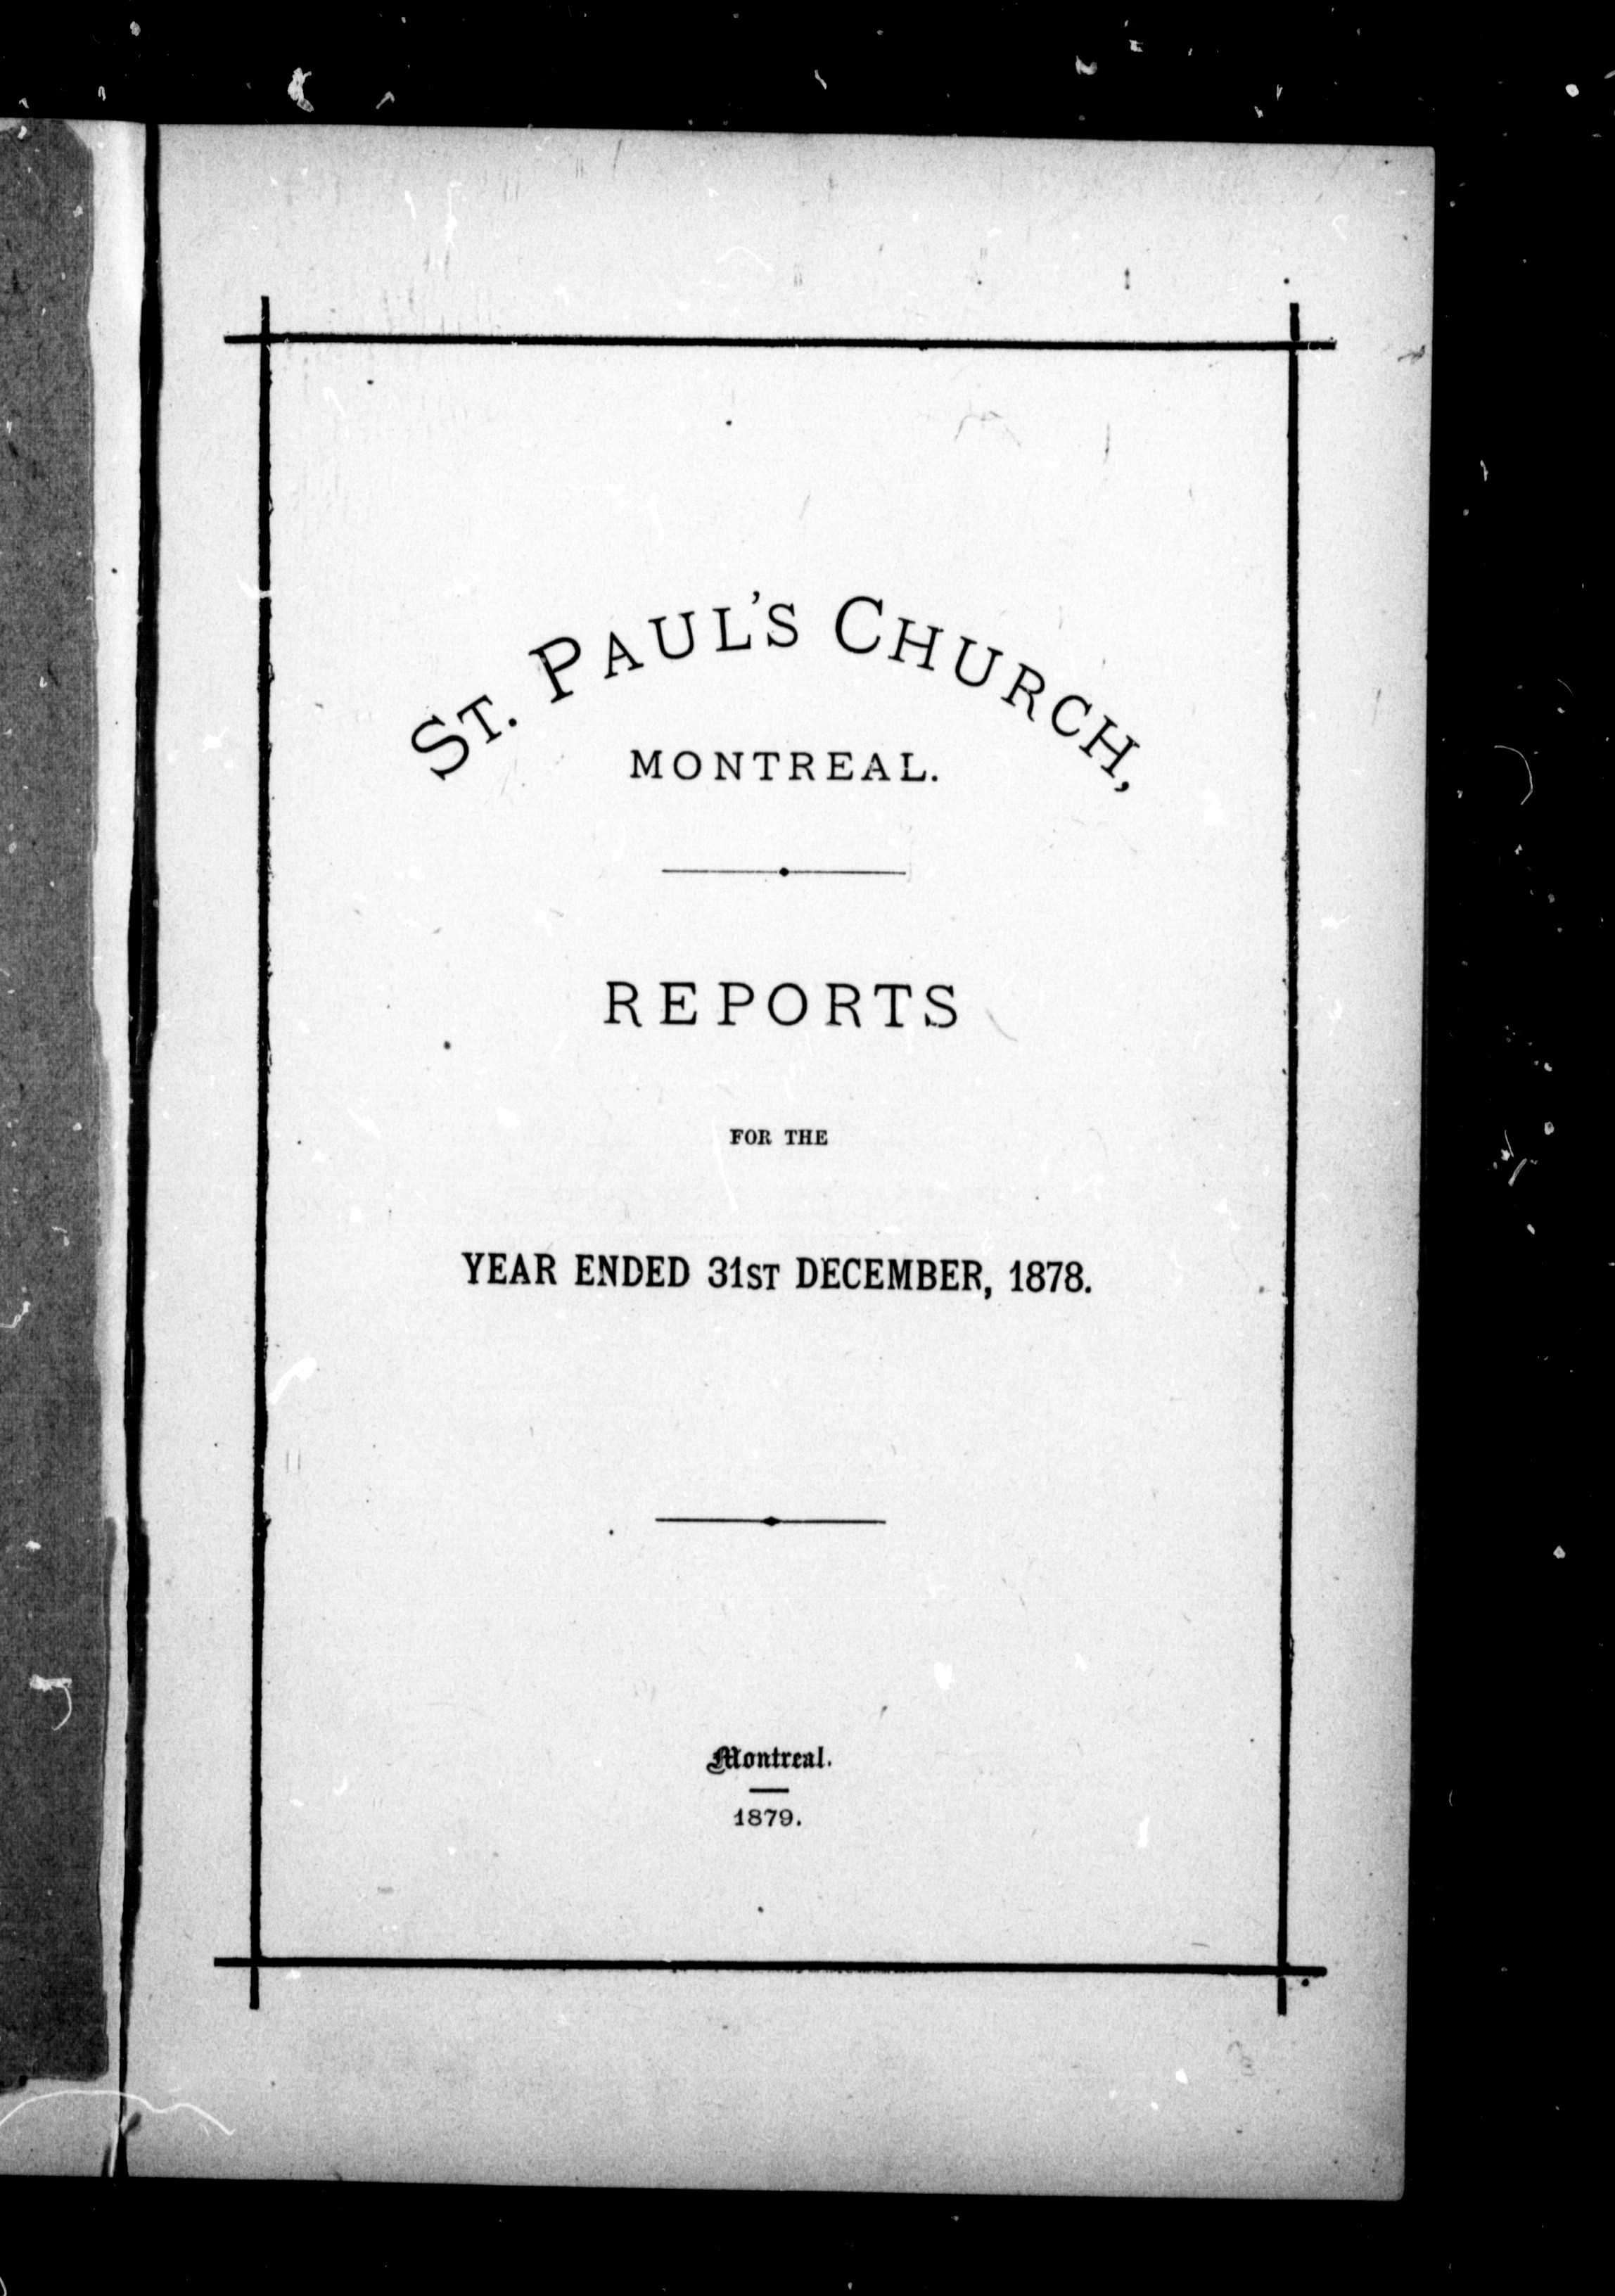 ST. PAUL'S CHURCH,
MONTREAL.
REPORTS
FOR THE
YEAR ENDED 31ST DECEMBER, 1878.
Montreal.
1879.